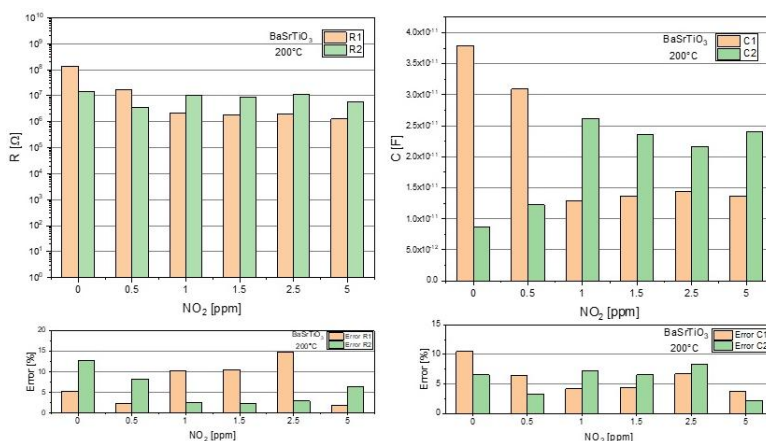 10¹⁰
10⁹
10⁸
10⁷
10⁶
10⁵
10⁴
10³
10²
10¹
10⁰
R [Ω]
BaSrTiO₃
200°C
R1
R2
0 0.5 1 1.5 2.5 5
NO₂ [ppm]
4.0x10⁻¹¹
3.5x10⁻¹¹
3.0x10⁻¹¹
2.5x10⁻¹¹
2.0x10⁻¹¹
1.5x10⁻¹¹
1.0x10⁻¹¹
5.0x10⁻¹²
0.0
C [F]
BaSrTiO₃
200°C
C1
C2
0 0.5 1 1.5 2.5 5
NO₂ [ppm]
20
15
10
5
0
Error [%]
BaSrTiO₃
200°C
Error R1
Error R2
0 0.5 1 1.5 2.5 5
NO₂ [ppm]
15
10
5
0
Error [%]
BaSrTiO₃
200°C
Error C1
Error C2
0 0.5 1 1.5 2.5 5
NO₂ [ppm]